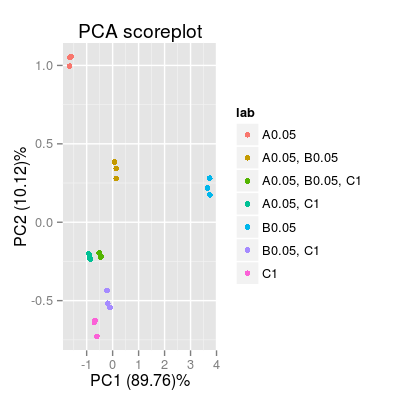 PCA scoreplot
PC2 (10.12)%
1.0
0.5
0.0
-0.5
-1 0 1 2 3 4
PC1 (89.76)%
lab
A0.05
A0.05, B0.05
A0.05, B0.05, C1
A0.05, C1
B0.05
B0.05, C1
C1